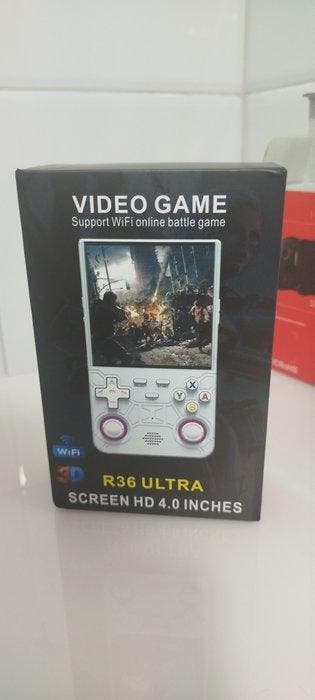 VIDEO GAME
Support WiFi online battle game
X
Y A
B
WiFi
3D
R36 ULTRA
SCREEN HD 4.0 INCHES